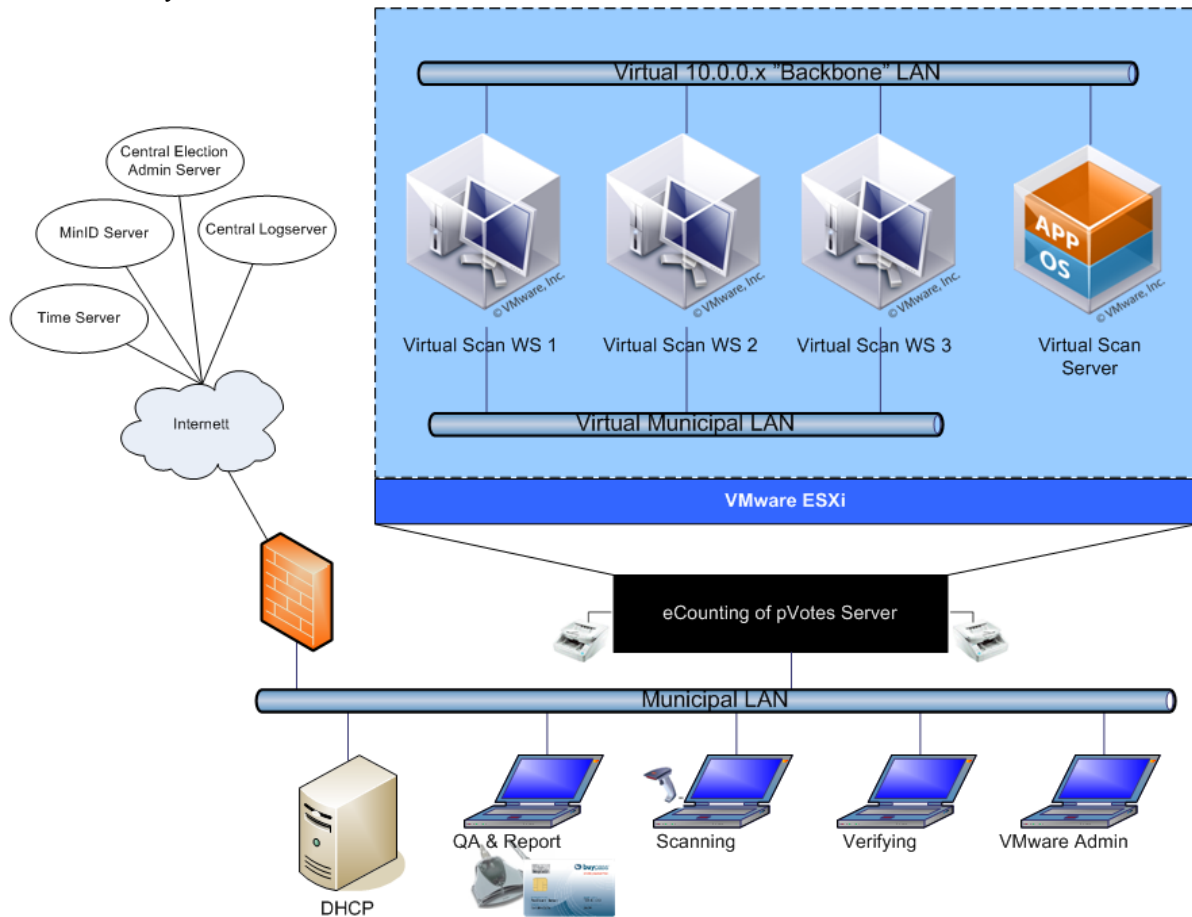 Virtual 10.0.0.x "Backbone" LAN
Central Election
Admin Server
MinID Server
Central Logserver
Time Server
APP
OS
© VMware, Inc.
© VMware, Inc.
© VMware, Inc.
© VMware, Inc.
Virtual Scan WS 1
Virtual Scan WS 2
Virtual Scan WS 3
Virtual Scan
Server
Internett
Virtual Municipal LAN
VMware ESXi
eCounting of pVotes Server
Municipal LAN
QA & Report
Scanning
Verifying
VMware Admin
buypass
DHCP